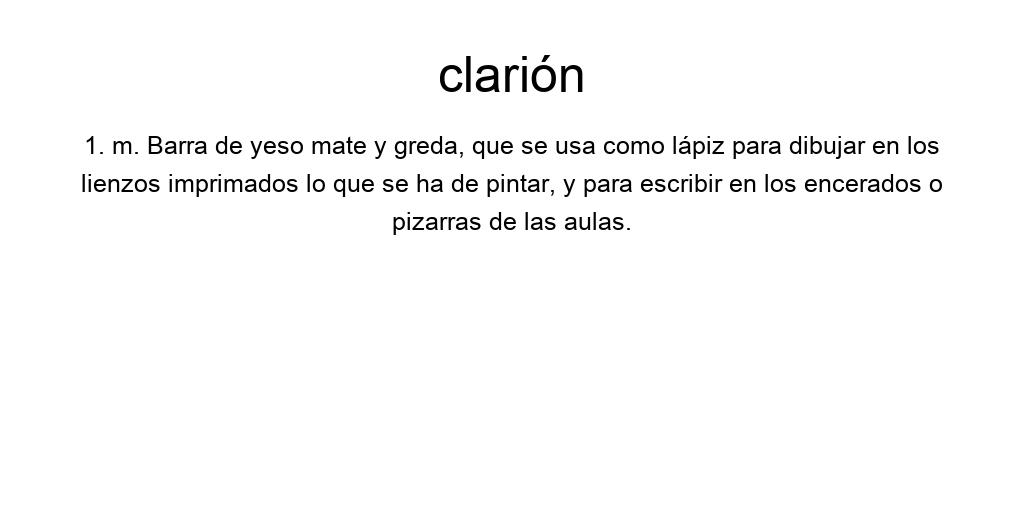 clarión
1. m. Barra de yeso mate y greda, que se usa como lápiz para dibujar en los
lienzos imprimados lo que se ha de pintar, y para escribir en los encerados o
pizarras de las aulas.